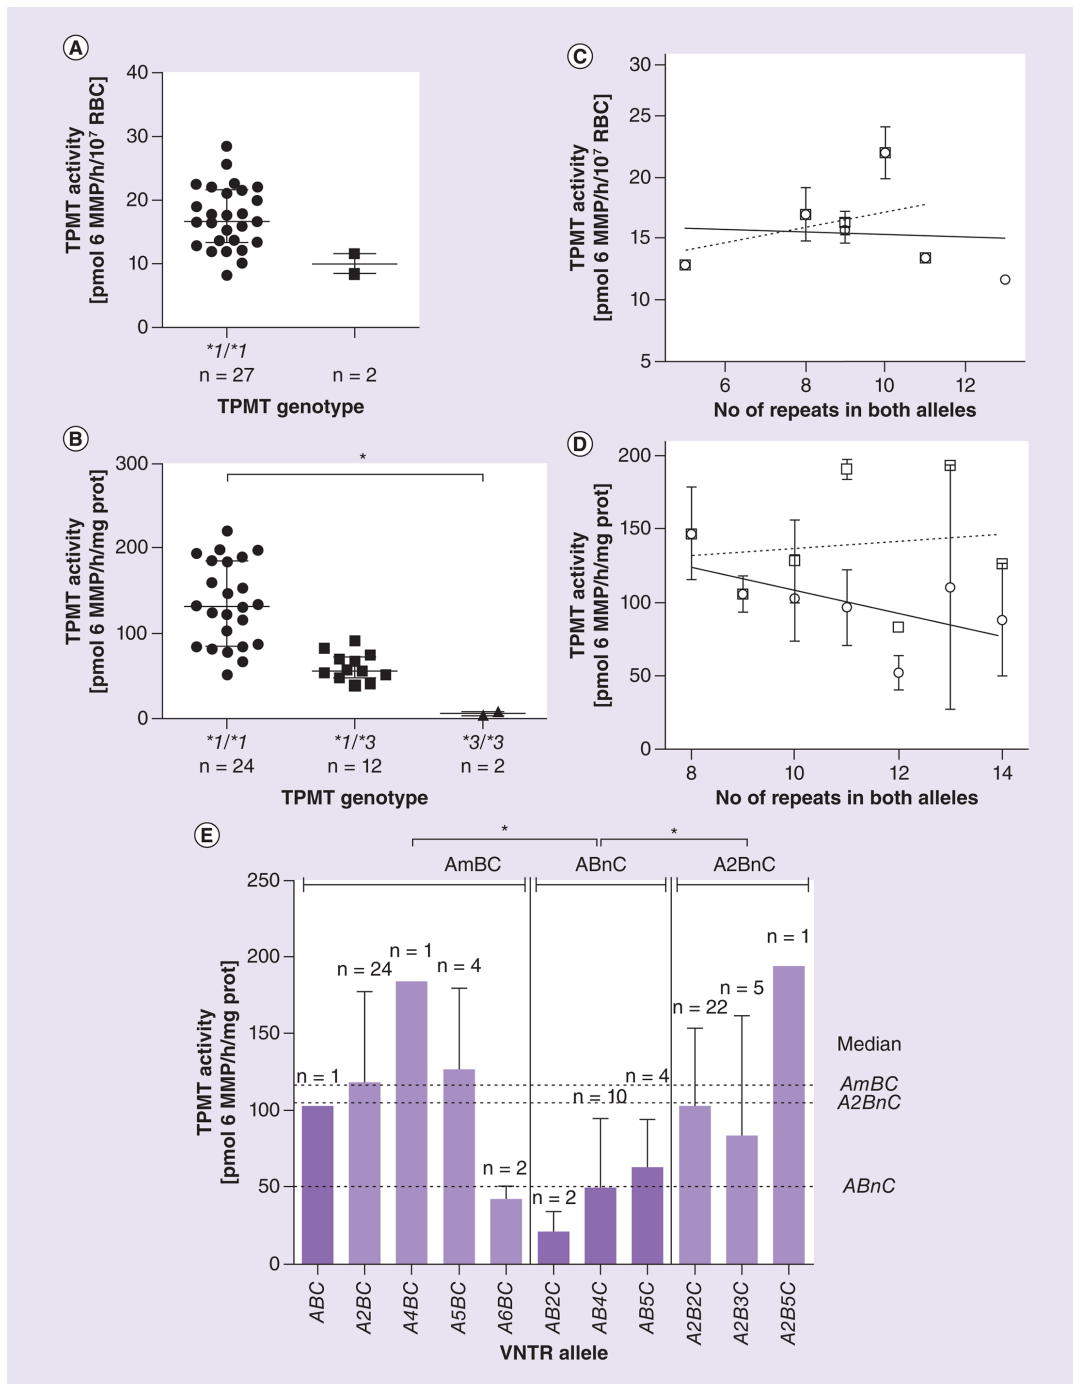 A
TPMT activity
[pmol 6 MMP/h/10⁷ RBC]
40
30
20
10
0
*1/*1
n = 27
n = 2
TPMT genotype
C
TPMT activity
[pmol 6 MMP/h/10⁷ RBC]
30
25
20
15
10
5
6
8
10
12
No of repeats in both alleles
B
TPMT activity
[pmol 6 MMP/h/mg prot]
300
200
100
0
*
*1/*1
*1/*3
*3/*3
n = 24
n = 12
n = 2
TPMT genotype
D
TPMT activity
[pmol 6 MMP/h/mg prot]
200
150
100
50
0
8
10
12
14
No of repeats in both alleles
E
*
*
AmBC
ABnC
A2BnC
TPMT activity
[pmol 6 MMP/h/mg prot]
250
200
150
100
50
0
n = 1
n = 24
n = 1
n = 4
n = 2
n = 2
n = 10
n = 4
n = 22
n = 5
n = 1
Median
AmBC
A2BnC
ABnC
ABC
A2BC
A4BC
A5BC
A6BC
AB2C
AB4C
AB5C
A2B2C
A2B3C
A2B5C
VNTR allele